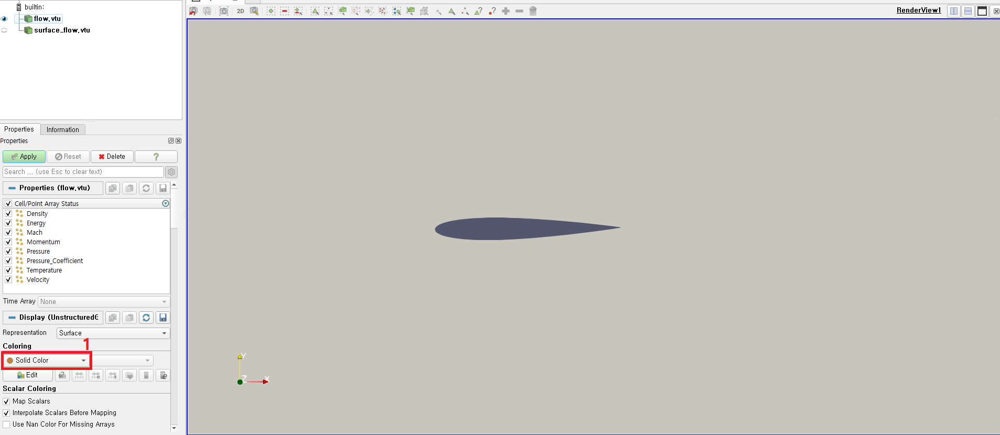 builtin:
flow.vtu
surface_flow.vtu
2D
RenderView1
Properties
Information
Properties
Apply
Reset
Delete
?
Search ... (use Esc to clear text)
Properties (flow.vtu)
Cell/Point Array Status
Density
Energy
Mach
Momentum
Pressure
Pressure_Coefficient
Temperature
Velocity
Time Array None
Display (UnstructuredG
Representation Surface
1
Coloring
Solid Color
Edit
Scalar Coloring
Map Scalars
Interpolate Scalars Before Mapping
Use Nan Color For Missing Arrays
Y
Z
X